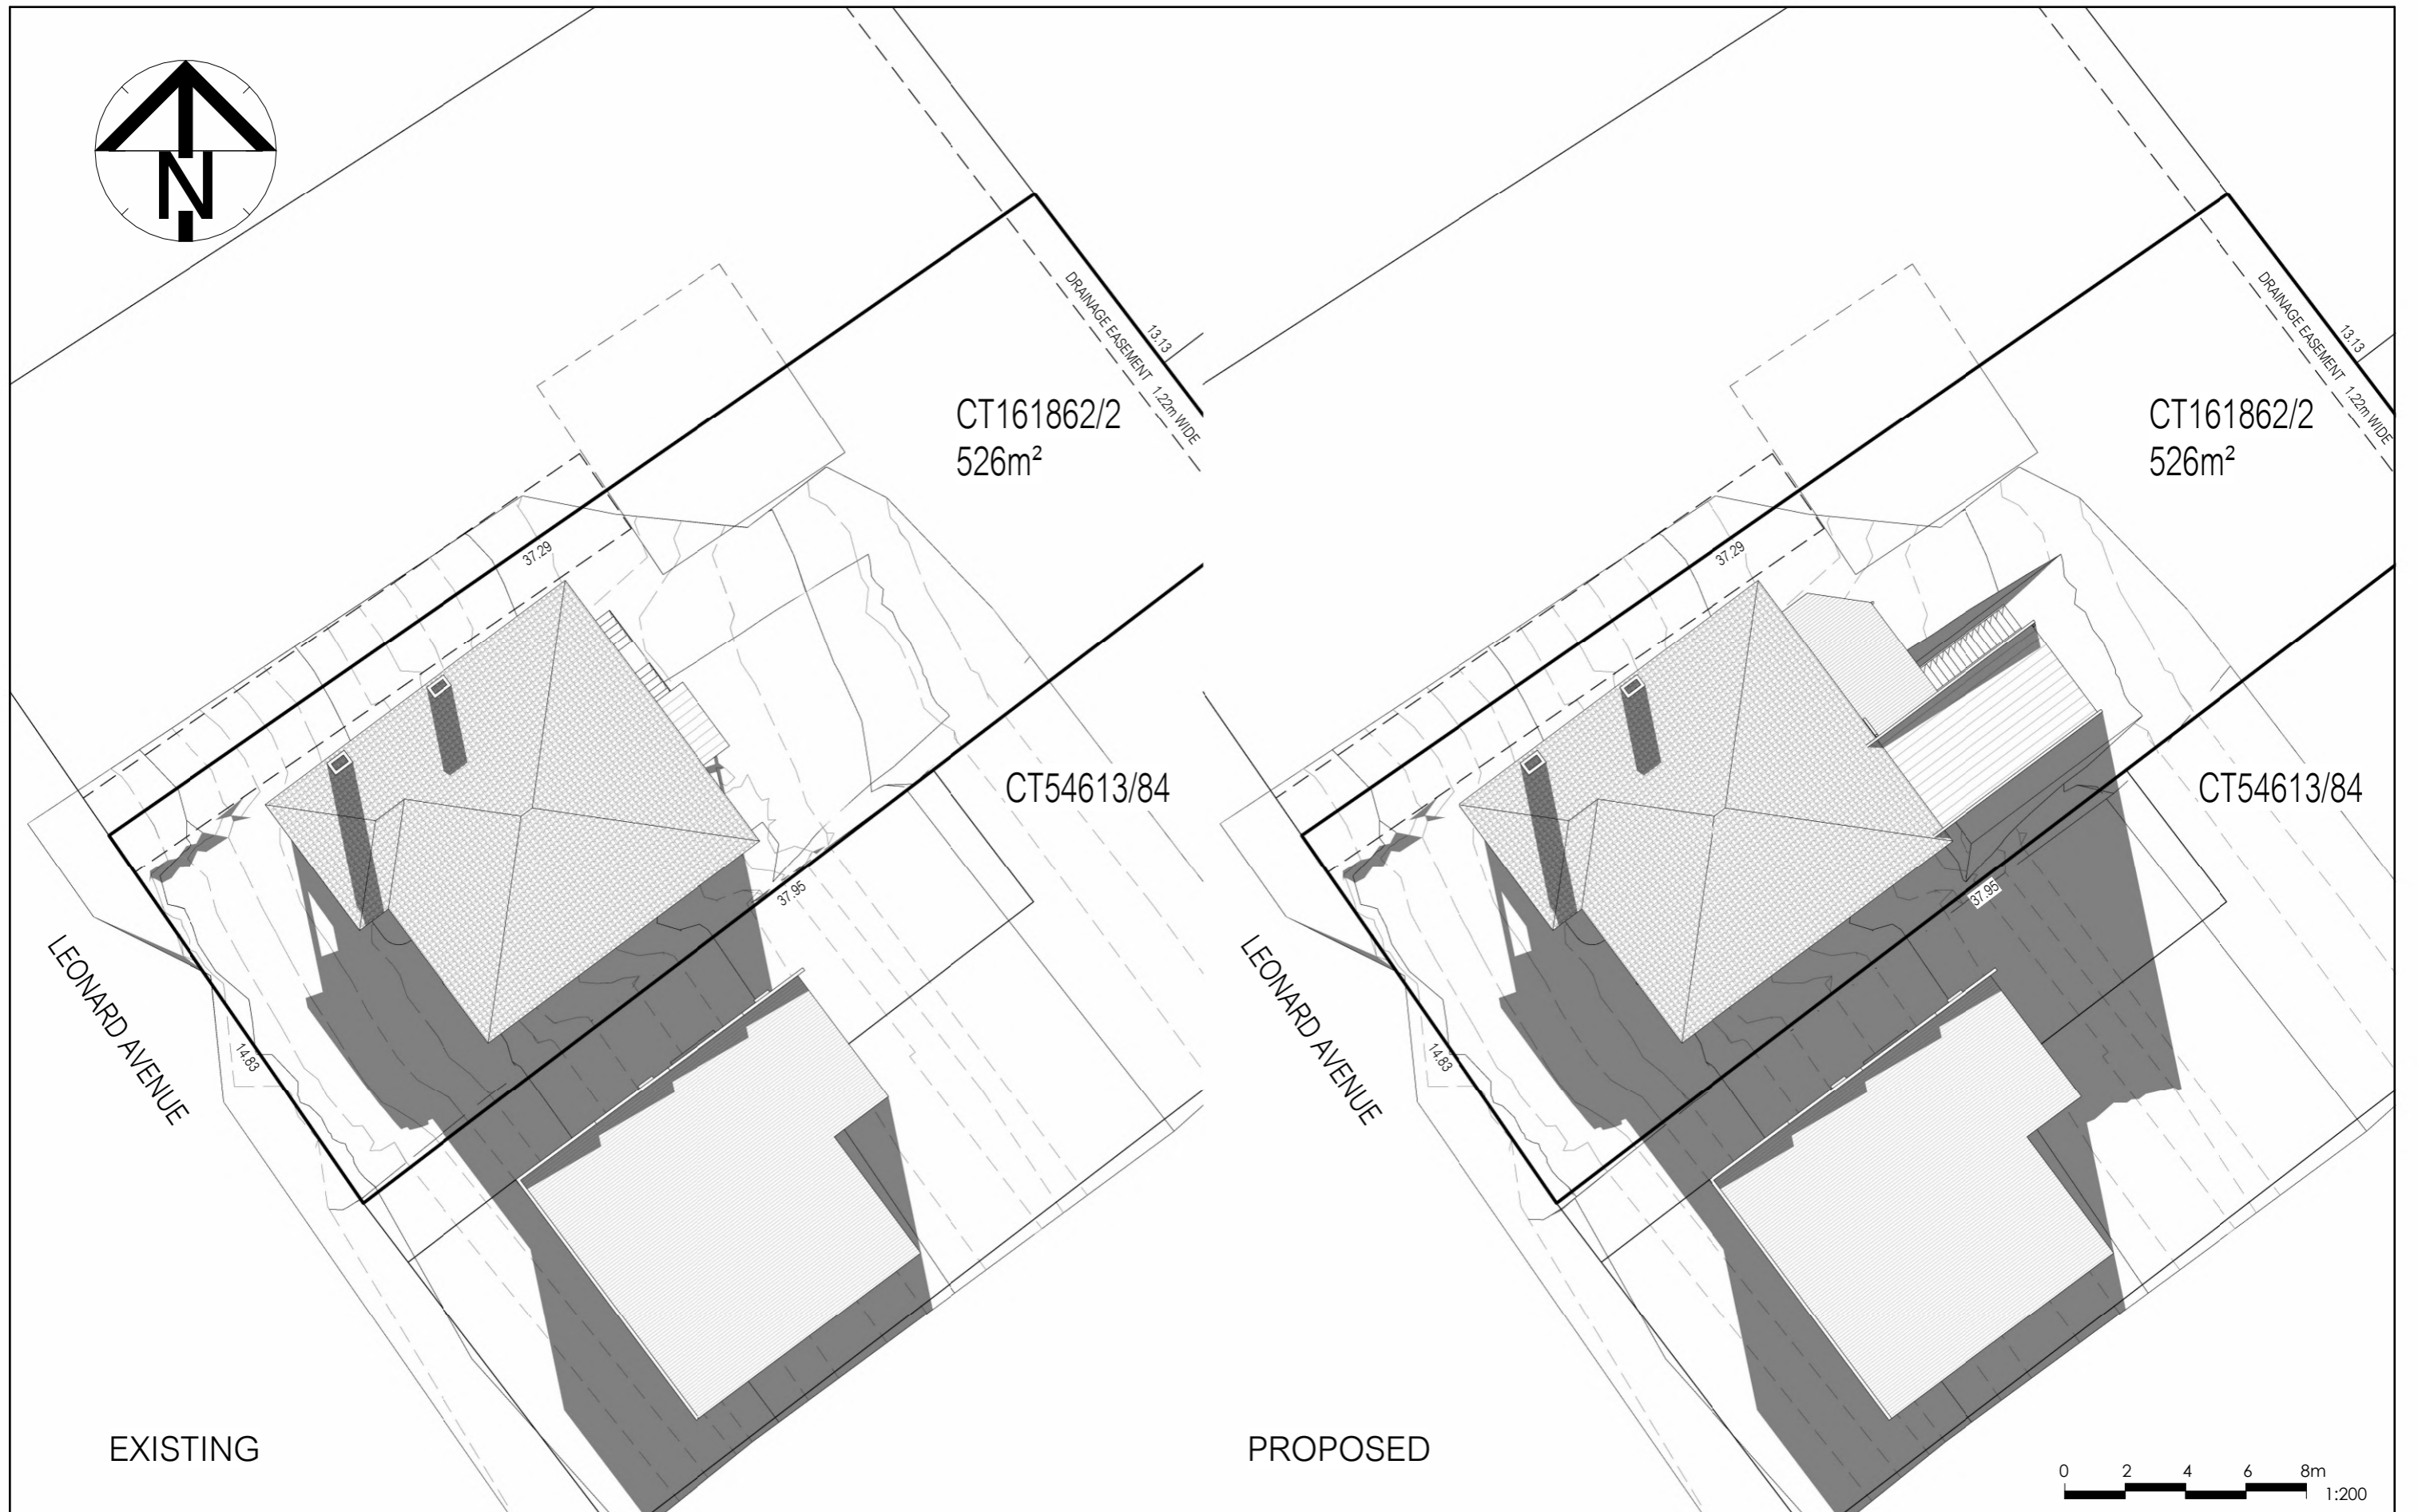 N
DRAINAGE EASEMENT 1.22m WIDE
13.13
CT161862/2
526m²
37.29
CT54613/84
37.95
LEONARD AVENUE
14.83
EXISTING
DRAINAGE EASEMENT 1.22m WIDE
13.13
CT161862/2
526m²
37.29
CT54613/84
37.95
LEONARD AVENUE
14.83
PROPOSED
0 2 4 6 8m
1:200